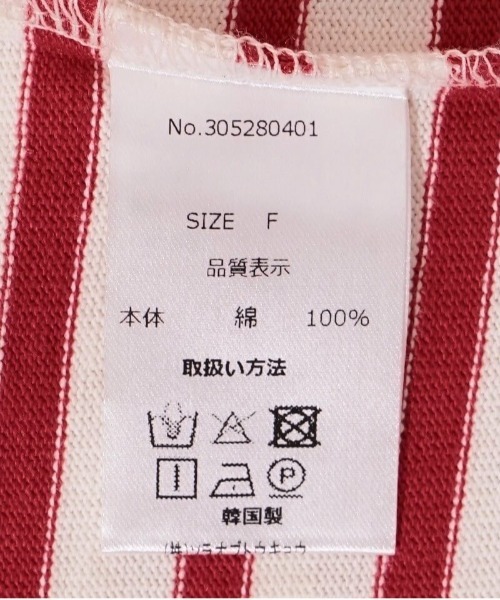 No.305280401
SIZE F
品質表示
本体 綿 100%
取扱い方法
P
韓国製